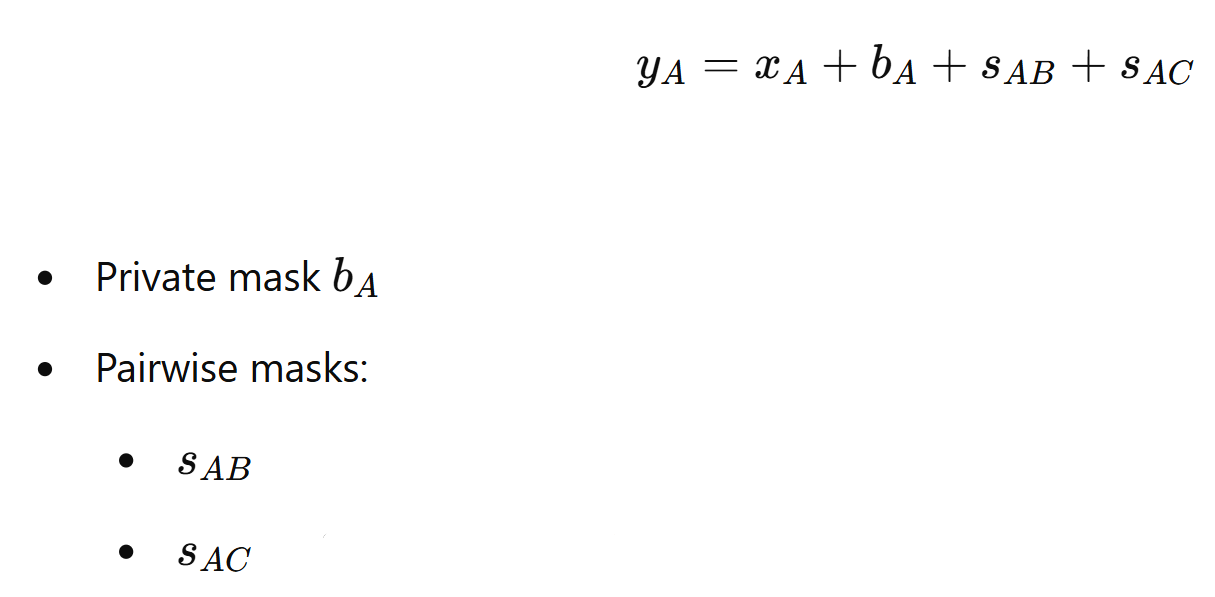 y_A = x_A + b_A + s_AB + s_AC
• Private mask b_A
• Pairwise masks:
• s_AB
• s_AC